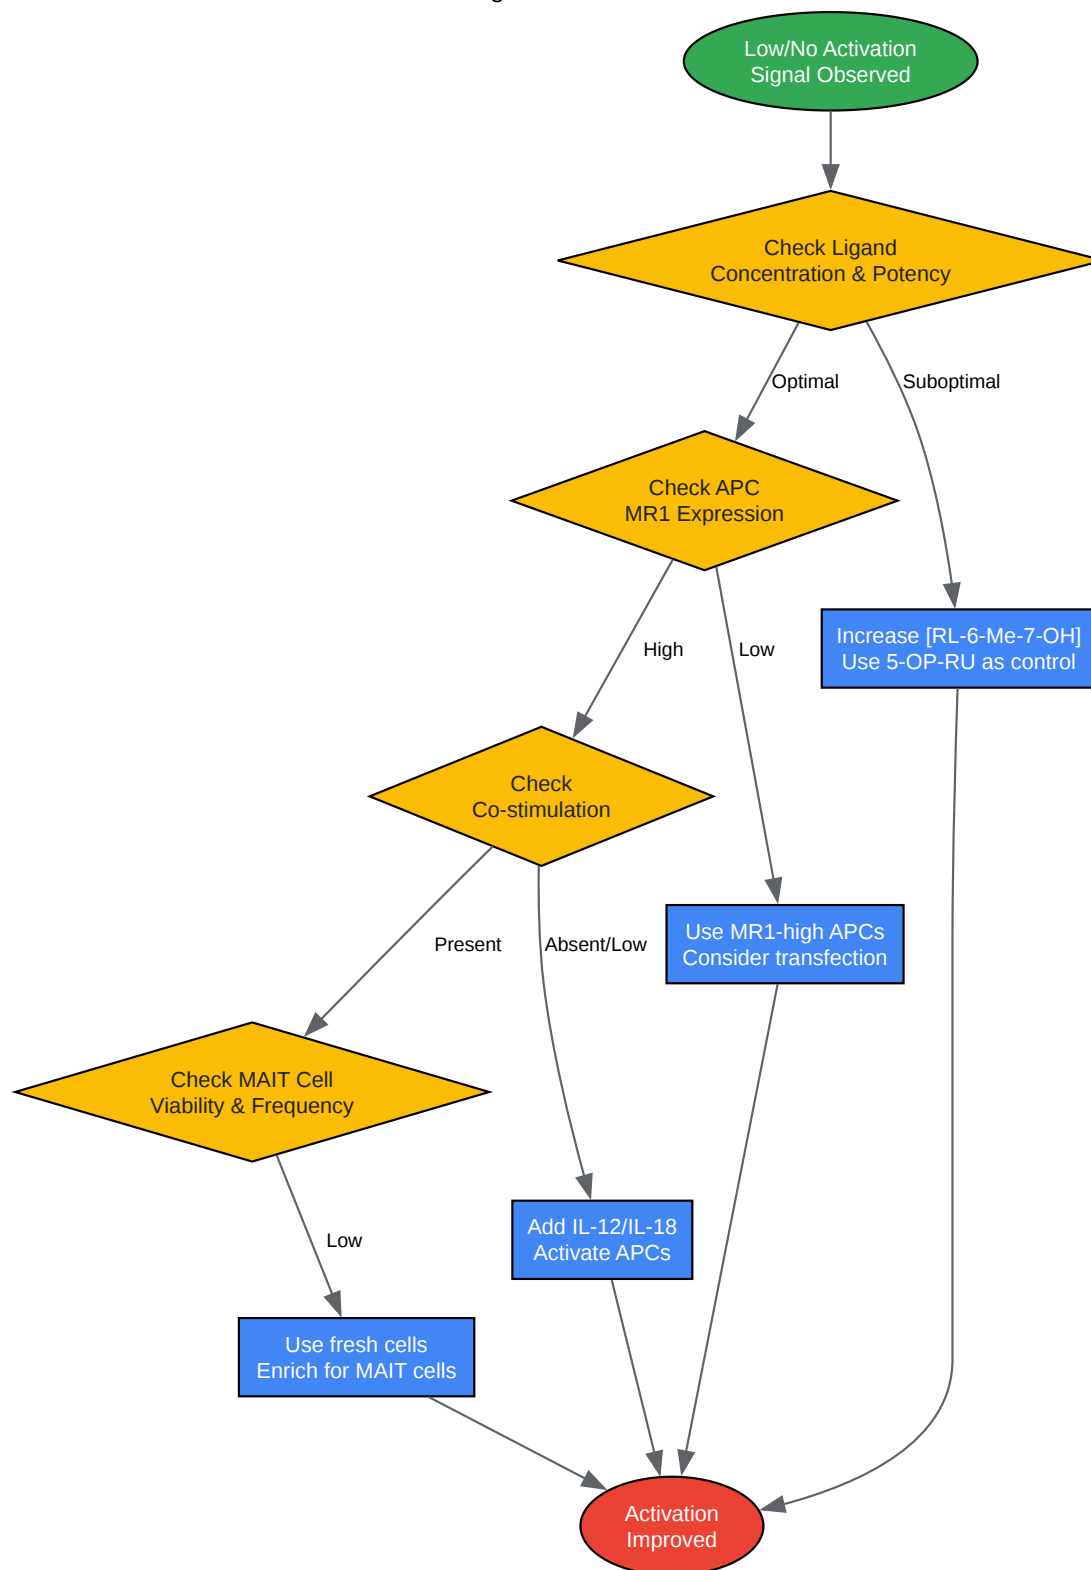 Low/No Activation
Signal Observed
Check Ligand
Concentration & Potency
Optimal
Suboptimal
Check APC
MR1 Expression
High
Low
Increase [RL-6-Me-7-OH]
Use 5-OP-RU as control
Check
Co-stimulation
Present
Absent/Low
Use MR1-high APCs
Consider transfection
Check MAIT Cell
Viability & Frequency
Low
Add IL-12/IL-18
Activate APCs
Use fresh cells
Enrich for MAIT cells
Activation
Improved